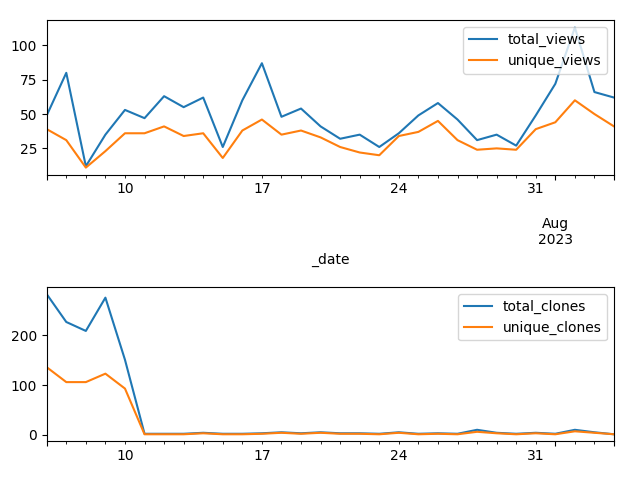 total_views
unique_views
100
75
50
25
10 17 24 31
Aug
2023
_date
total_clones
unique_clones
200
100
0
10 17 24 31